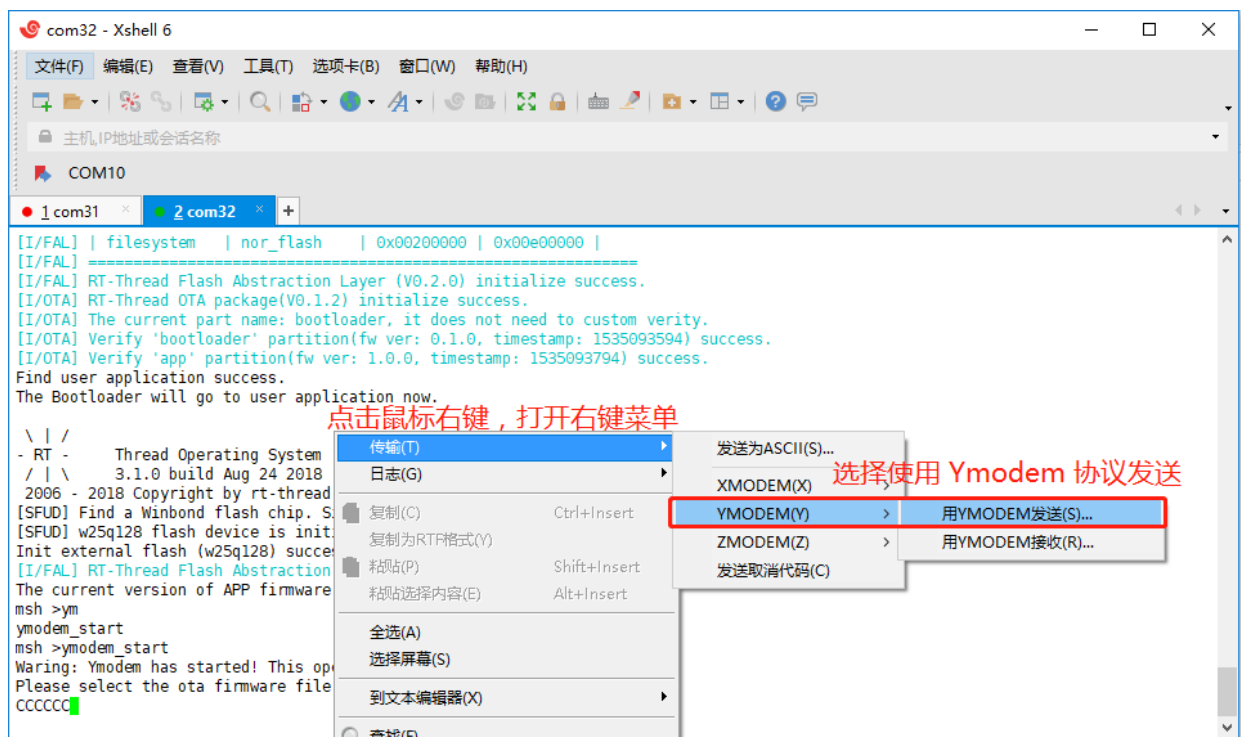 com32 - Xshell 6
文件(F) 编辑(E) 查看(V) 工具(T) 选项卡(B) 窗口(W) 帮助(H)
主机,IP地址或会话名称
COM10
1 com31 × 2 com32 × +
[I/FAL] | filesystem | nor_flash | 0x00200000 | 0x00e00000 |
[I/FAL] =============================================================
[I/FAL] RT-Thread Flash Abstraction Layer (V0.2.0) initialize success.
[I/OTA] RT-Thread OTA package(V0.1.2) initialize success.
[I/OTA] The current part name: bootloader, it does not need to custom verity.
[I/OTA] Verify 'bootloader' partition(fw ver: 0.1.0, timestamp: 1535093594) success.
[I/OTA] Verify 'app' partition(fw ver: 1.0.0, timestamp: 1535093794) success.
Find user application success.
The Bootloader will go to user application now.
点击鼠标右键，打开右键菜单
\ | /
- RT - Thread Operating System
/ | \ 3.1.0 build Aug 24 2018
2006 - 2018 Copyright by rt-thread
[SFUD] Find a Winbond flash chip. S
[SFUD] w25q128 flash device is init
Init external flash (w25q128) succe
[I/FAL] RT-Thread Flash Abstraction
The current version of APP firmware
msh >ym
ymodem_start
msh >ymodem_start
Waring: Ymodem has started! This op
Please select the ota firmware file
CCCCCC
传输(T)
日志(G)
复制(C) Ctrl+Insert
复制为RTF格式(Y)
粘贴(P) Shift+Insert
粘贴选择内容(E) Alt+Insert
全选(A)
选择屏幕(S)
到文本编辑器(X)
查找(F)
发送为ASCII(S)...
选择使用 Ymodem 协议发送
XMODEM(X)
YMODEM(Y)
ZMODEM(Z)
发送取消代码(C)
用YMODEM发送(S)...
用YMODEM接收(R)...